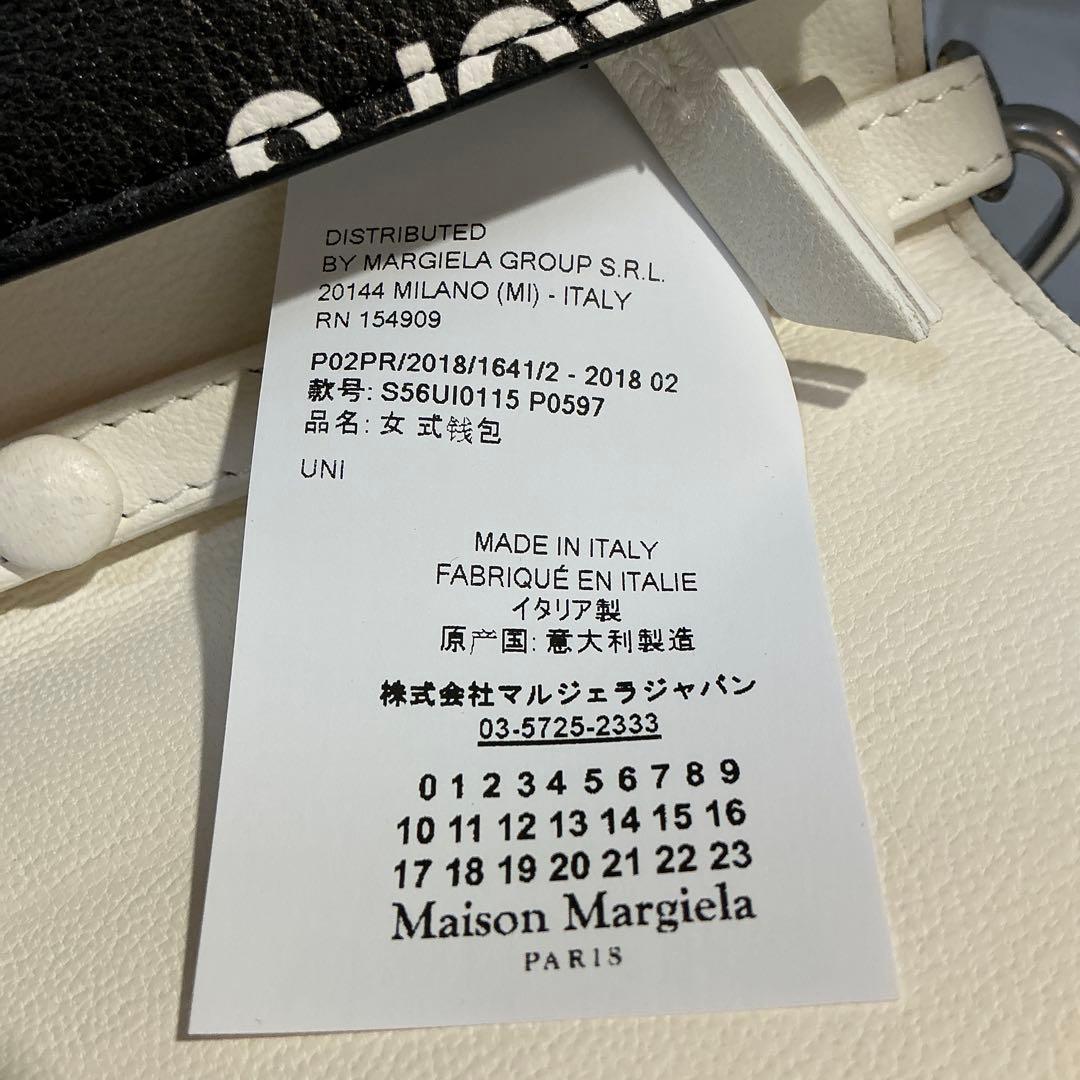 DISTRIBUTED
BY MARGIELA GROUP S.R.L.
20144 MILANO (MI) - ITALY
RN 154909
P02PR/2018/1641/2 - 2018 02
款号: S56UI0115 P0597
品名: 女 式钱包
UNI
MADE IN ITALY
FABRIQUÉ EN ITALIE
イタリア製
原产国: 意大利製造
株式会社マルジェラジャパン
03-5725-2333
0 1 2 3 4 5 6 7 8 9
10 11 12 13 14 15 16
17 18 19 20 21 22 23
Maison Margiela
PARIS